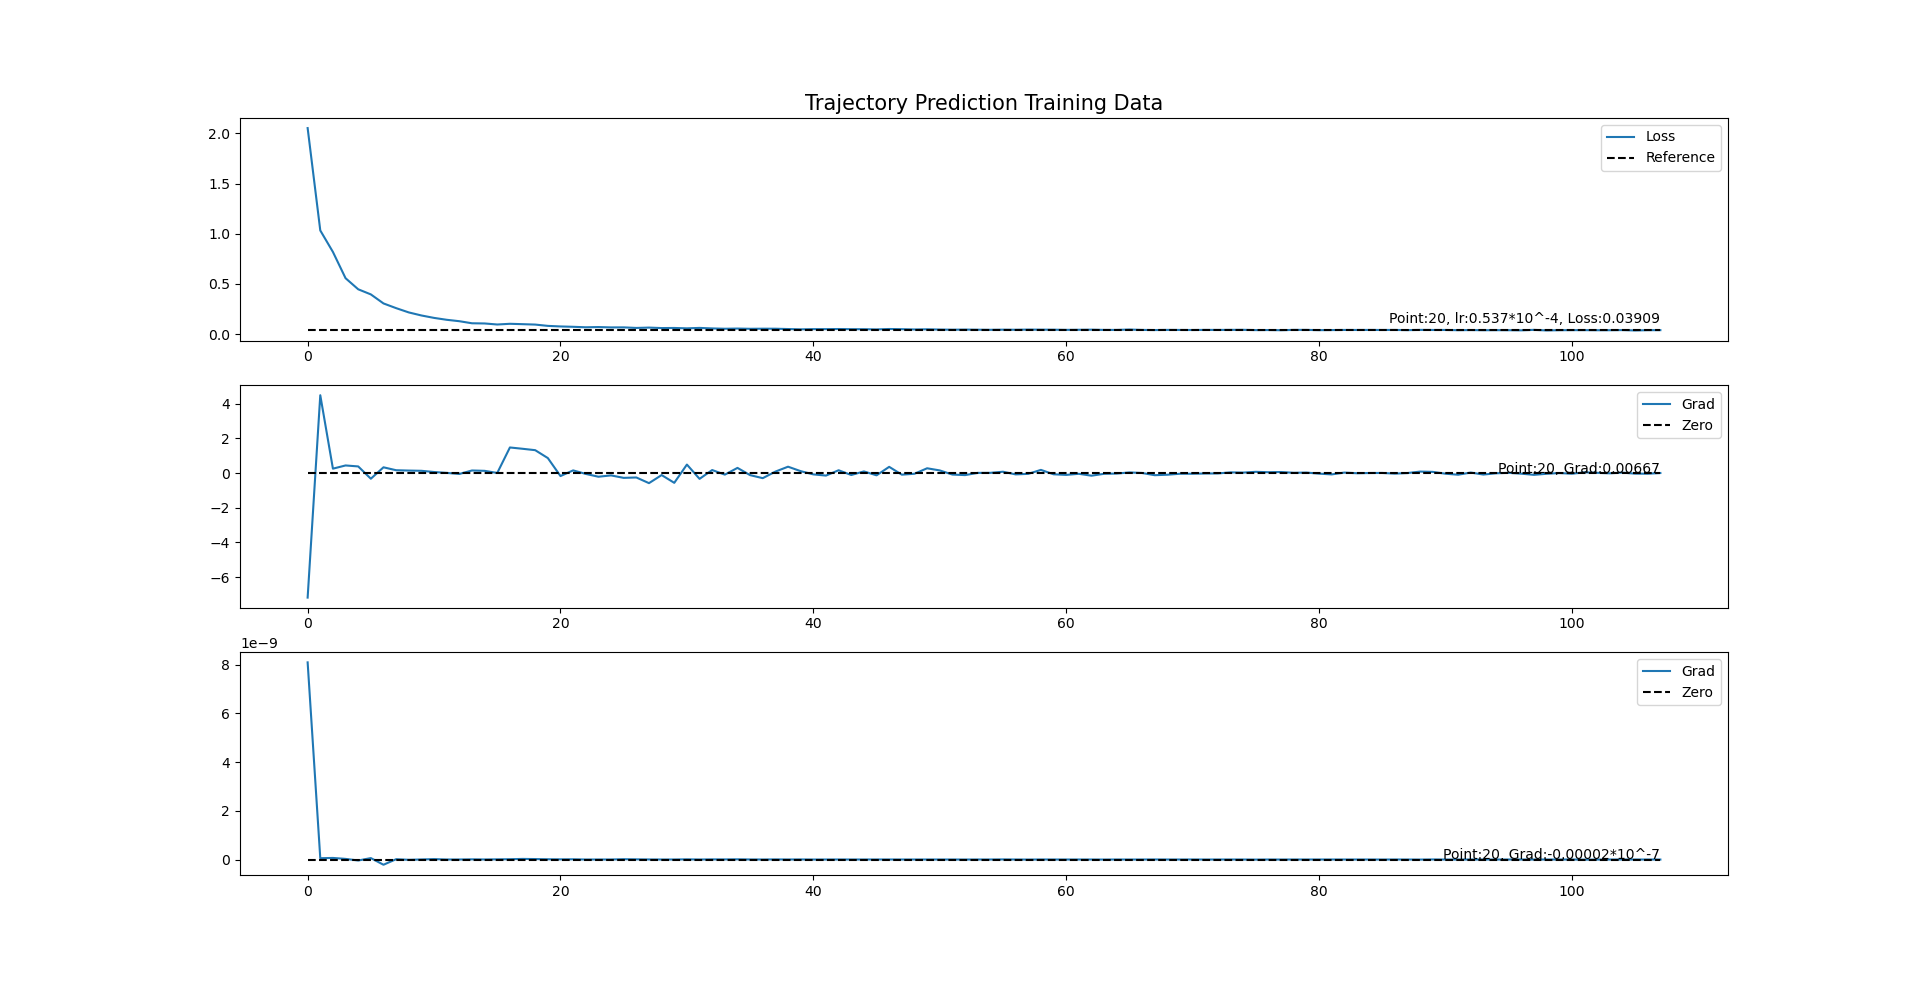 Trajectory Prediction Training Data
2.0
1.5
1.0
0.5
0.0
Loss
Reference
Point:20, lr:0.537*10^-4, Loss:0.03909
0 20 40 60 80 100
4
2
0
−2
−4
−6
Grad
Zero
Point:20, Grad:0.00667
0 20 40 60 80 100
1e−9
8
6
4
2
0
Grad
Zero
Point:20, Grad:-0.00002*10^-7
0 20 40 60 80 100